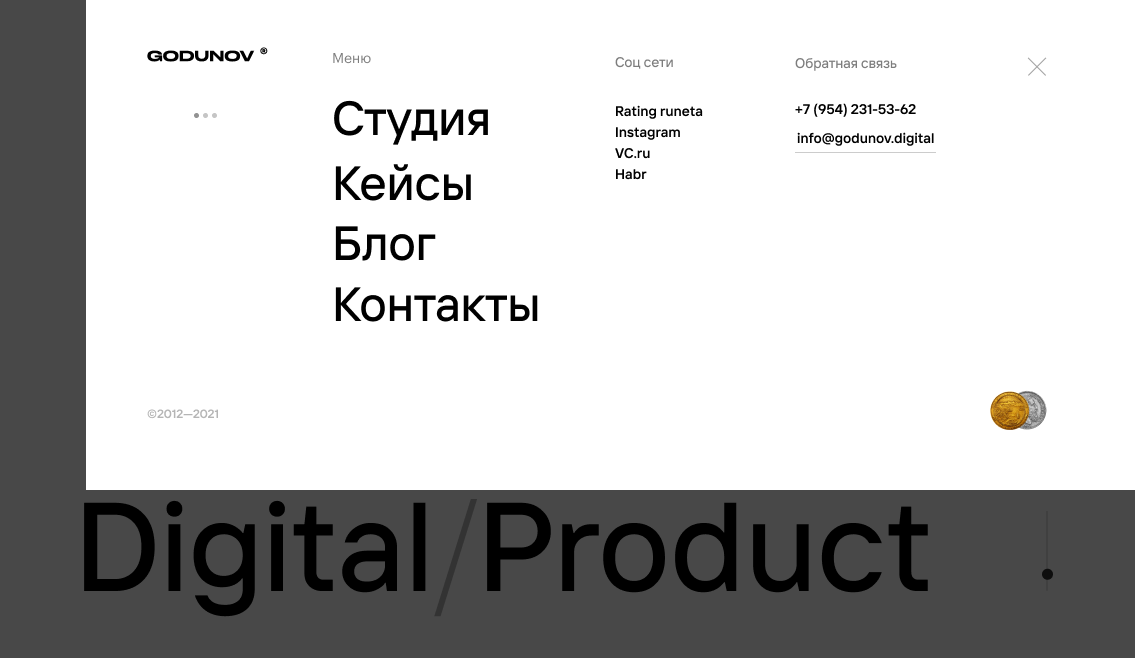 GODUNOV ®
Меню
Студия
Кейсы
Блог
Контакты
Соц сети
Rating runeta
Instagram
VC.ru
Habr
Обратная связь
+7 (954) 231-53-62
info@godunov.digital
©2012—2021
Digital/Product